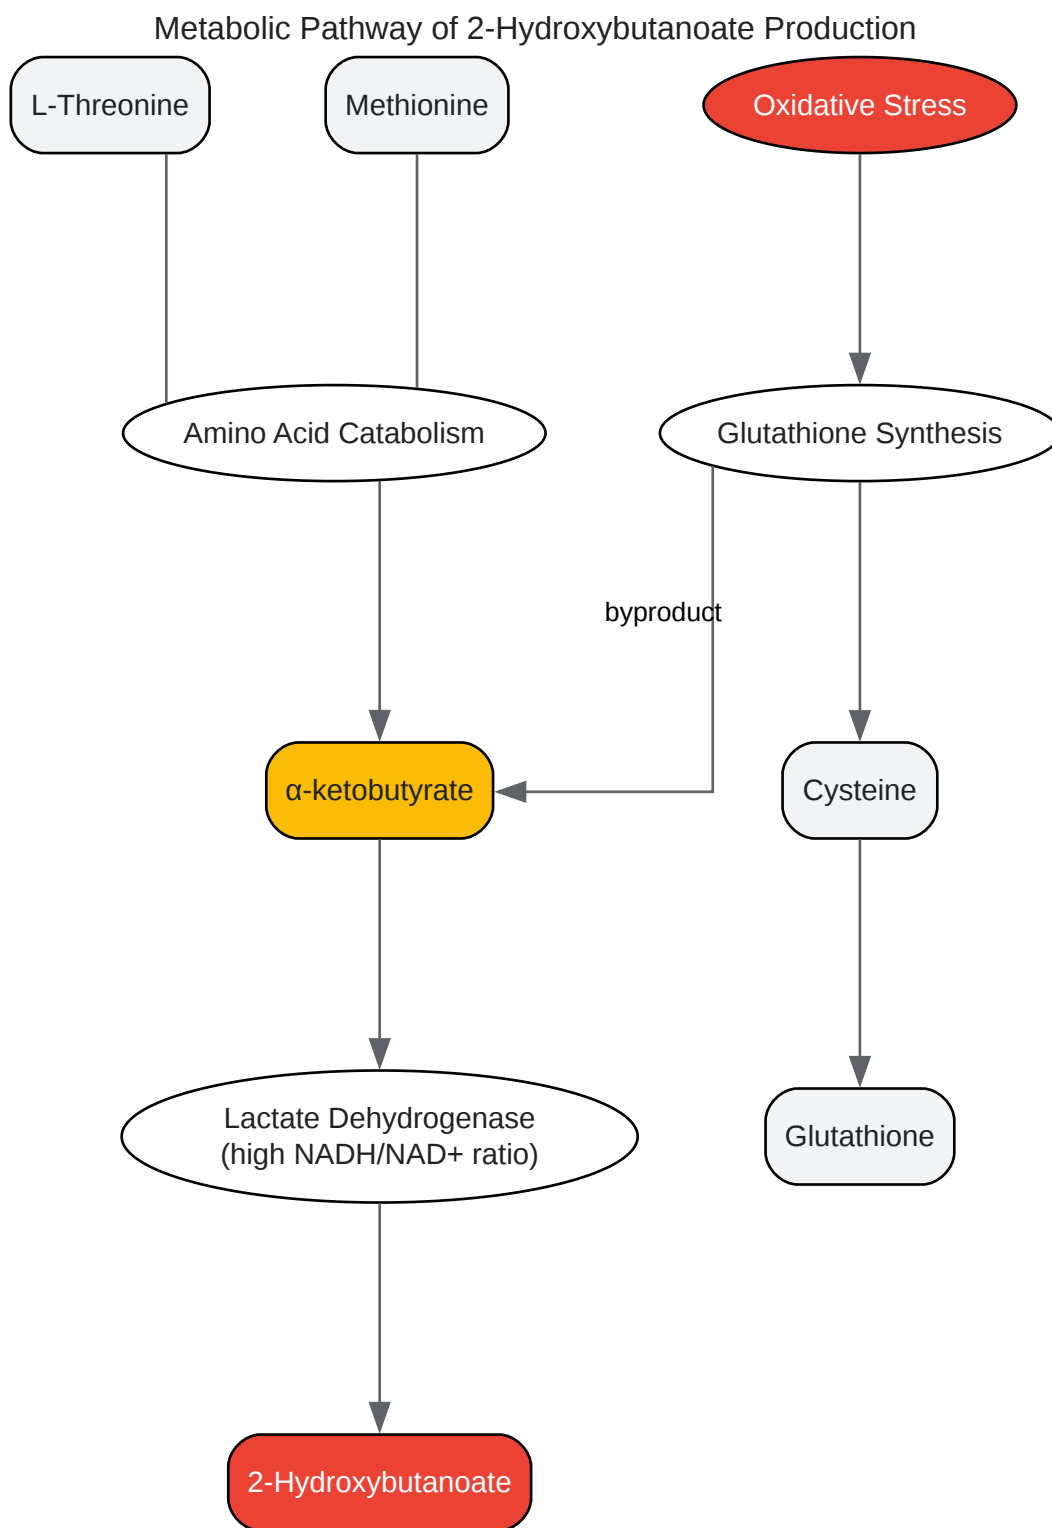 Metabolic Pathway of 2-Hydroxybutanoate Production
L-Threonine
Methionine
Oxidative Stress
Amino Acid Catabolism
Glutathione Synthesis
byproduct
α-ketobutyrate
Cysteine
Lactate Dehydrogenase
(high NADH/NAD+ ratio)
Glutathione
2-Hydroxybutanoate